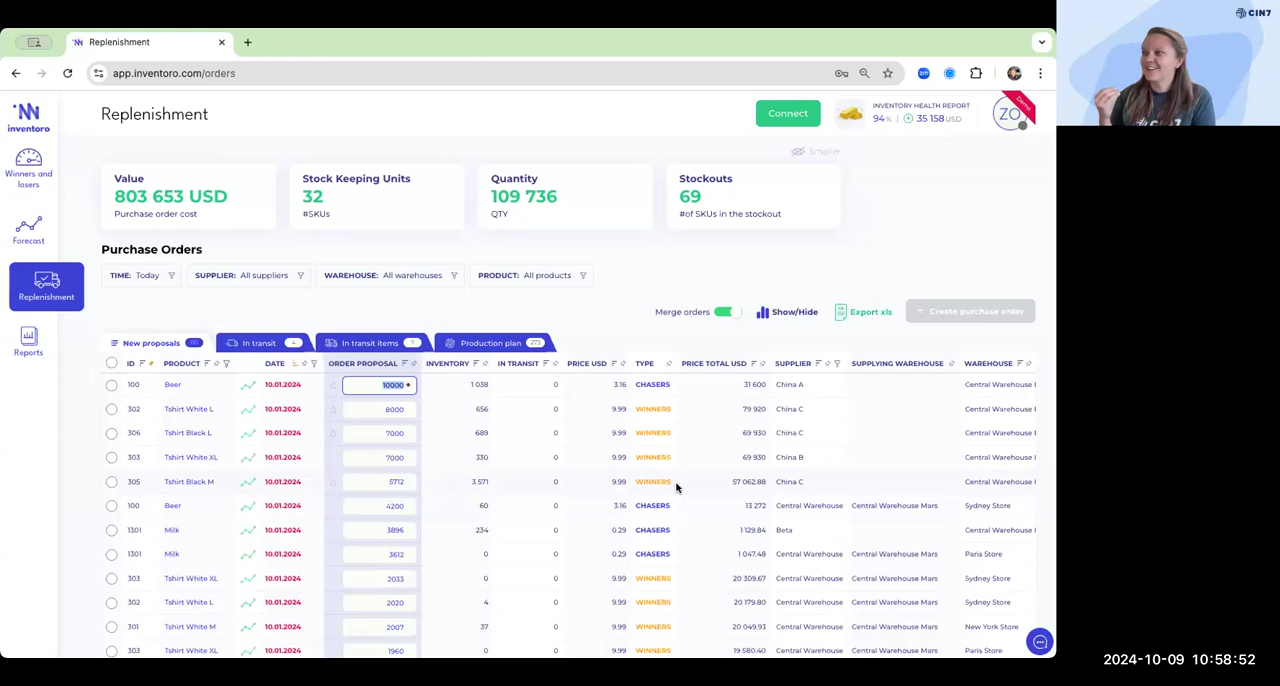 CIN7
Replenishment
app.inventoro.com/orders
inventoro
Winners and losers
Forecast
Replenishment
Reports
Replenishment
Connect
INVENTORY HEALTH REPORT
94% 35 158 USD
ZO
Demo
Smaller
Value
803 653 USD
Purchase order cost
Stock Keeping Units
32
#SKUs
Quantity
109 736
QTY
Stockouts
69
#of SKUs in the stockout
Purchase Orders
TIME: Today SUPPLIER: All suppliers WAREHOUSE: All warehouses PRODUCT: All products
Merge orders Show/Hide Export xls + Create purchase order
New proposals 110 In transit 4 In transit items 7 Production plan 273
ID PRODUCT DATE ORDER PROPOSAL INVENTORY IN TRANSIT PRICE USD TYPE PRICE TOTAL USD SUPPLIER SUPPLYING WAREHOUSE WAREHOUSE
100 Beer 10.01.2024 10000 1 038 0 3.16 CHASERS 31 600 China A Central Warehouse
302 Tshirt White L 10.01.2024 8000 656 0 9.99 WINNERS 79 920 China C Central Warehouse
306 Tshirt Black L 10.01.2024 7000 689 0 9.99 WINNERS 69 930 China C Central Warehouse
303 Tshirt White XL 10.01.2024 7000 330 0 9.99 WINNERS 69 930 China B Central Warehouse
305 Tshirt Black M 10.01.2024 5712 3 571 0 9.99 WINNERS 57 062.88 China C Central Warehouse
100 Beer 10.01.2024 4200 60 0 3.16 CHASERS 13 272 Central Warehouse Central Warehouse Mars Sydney Store
1301 Milk 10.01.2024 3896 234 0 0.29 CHASERS 1 129.84 Beta Central Warehouse
1301 Milk 10.01.2024 3612 0 0 0.29 CHASERS 1 047.48 Central Warehouse Central Warehouse Mars Paris Store
303 Tshirt White XL 10.01.2024 2033 0 0 9.99 WINNERS 20 309.67 Central Warehouse Central Warehouse Mars Sydney Store
302 Tshirt White L 10.01.2024 2020 4 0 9.99 WINNERS 20 179.80 Central Warehouse Central Warehouse Mars Sydney Store
301 Tshirt White M 10.01.2024 2007 37 0 9.99 WINNERS 20 049.93 Central Warehouse Central Warehouse Mars New York Store
303 Tshirt White XL 10.01.2024 1960 0 0 9.99 WINNERS 19 580.40 Central Warehouse Central Warehouse Mars Paris Store
2024-10-09 10:58:52